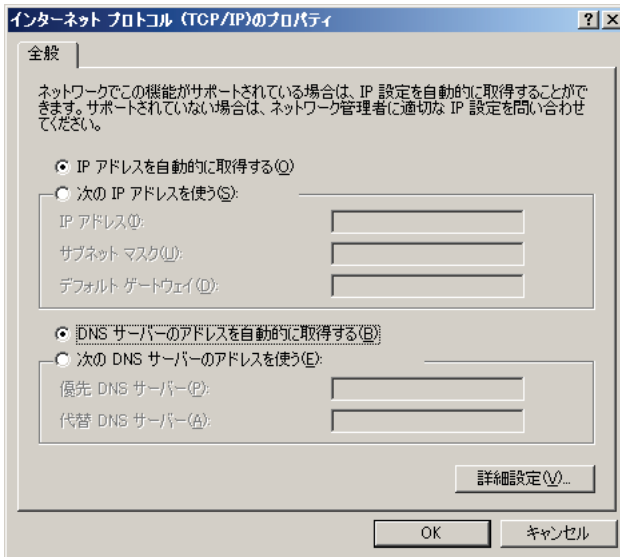 インターネット プロトコル (TCP/IP)のプロパティ
全般
ネットワークでこの機能がサポートされている場合は、IP 設定を自動的に取得することがで
きます。サポートされていない場合は、ネットワーク管理者に適切な IP 設定を問い合わせ
てください。
IP アドレスを自動的に取得する(O)
次の IP アドレスを使う(S):
IP アドレス(I):
サブネット マスク(U):
デフォルト ゲートウェイ(D):
DNS サーバーのアドレスを自動的に取得する(B)
次の DNS サーバーのアドレスを使う(E):
優先 DNS サーバー(P):
代替 DNS サーバー(A):
詳細設定(V)...
OK
キャンセル